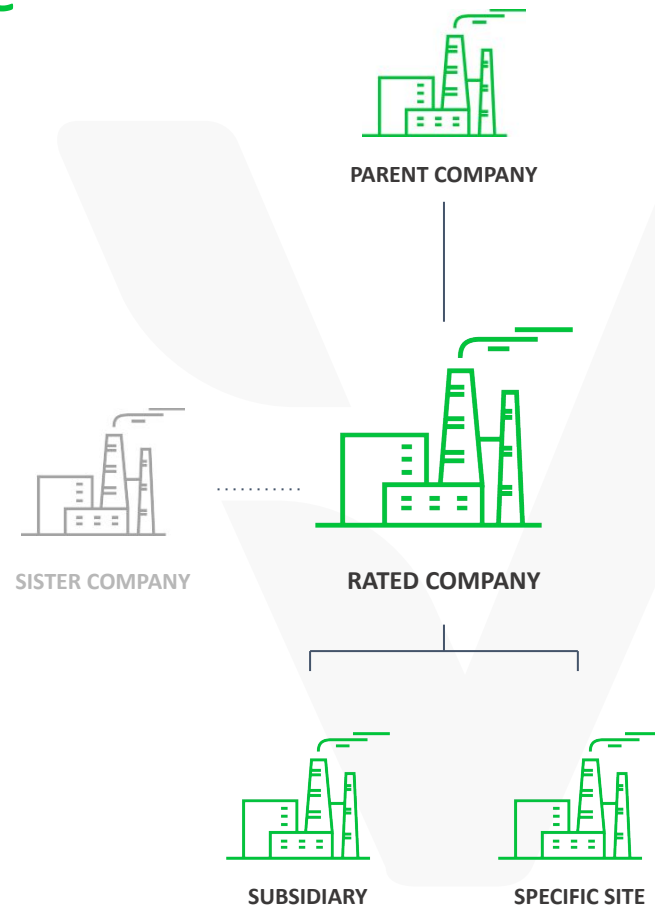 PARENT COMPANY
SISTER COMPANY
RATED COMPANY
SUBSIDIARY
SPECIFIC SITE